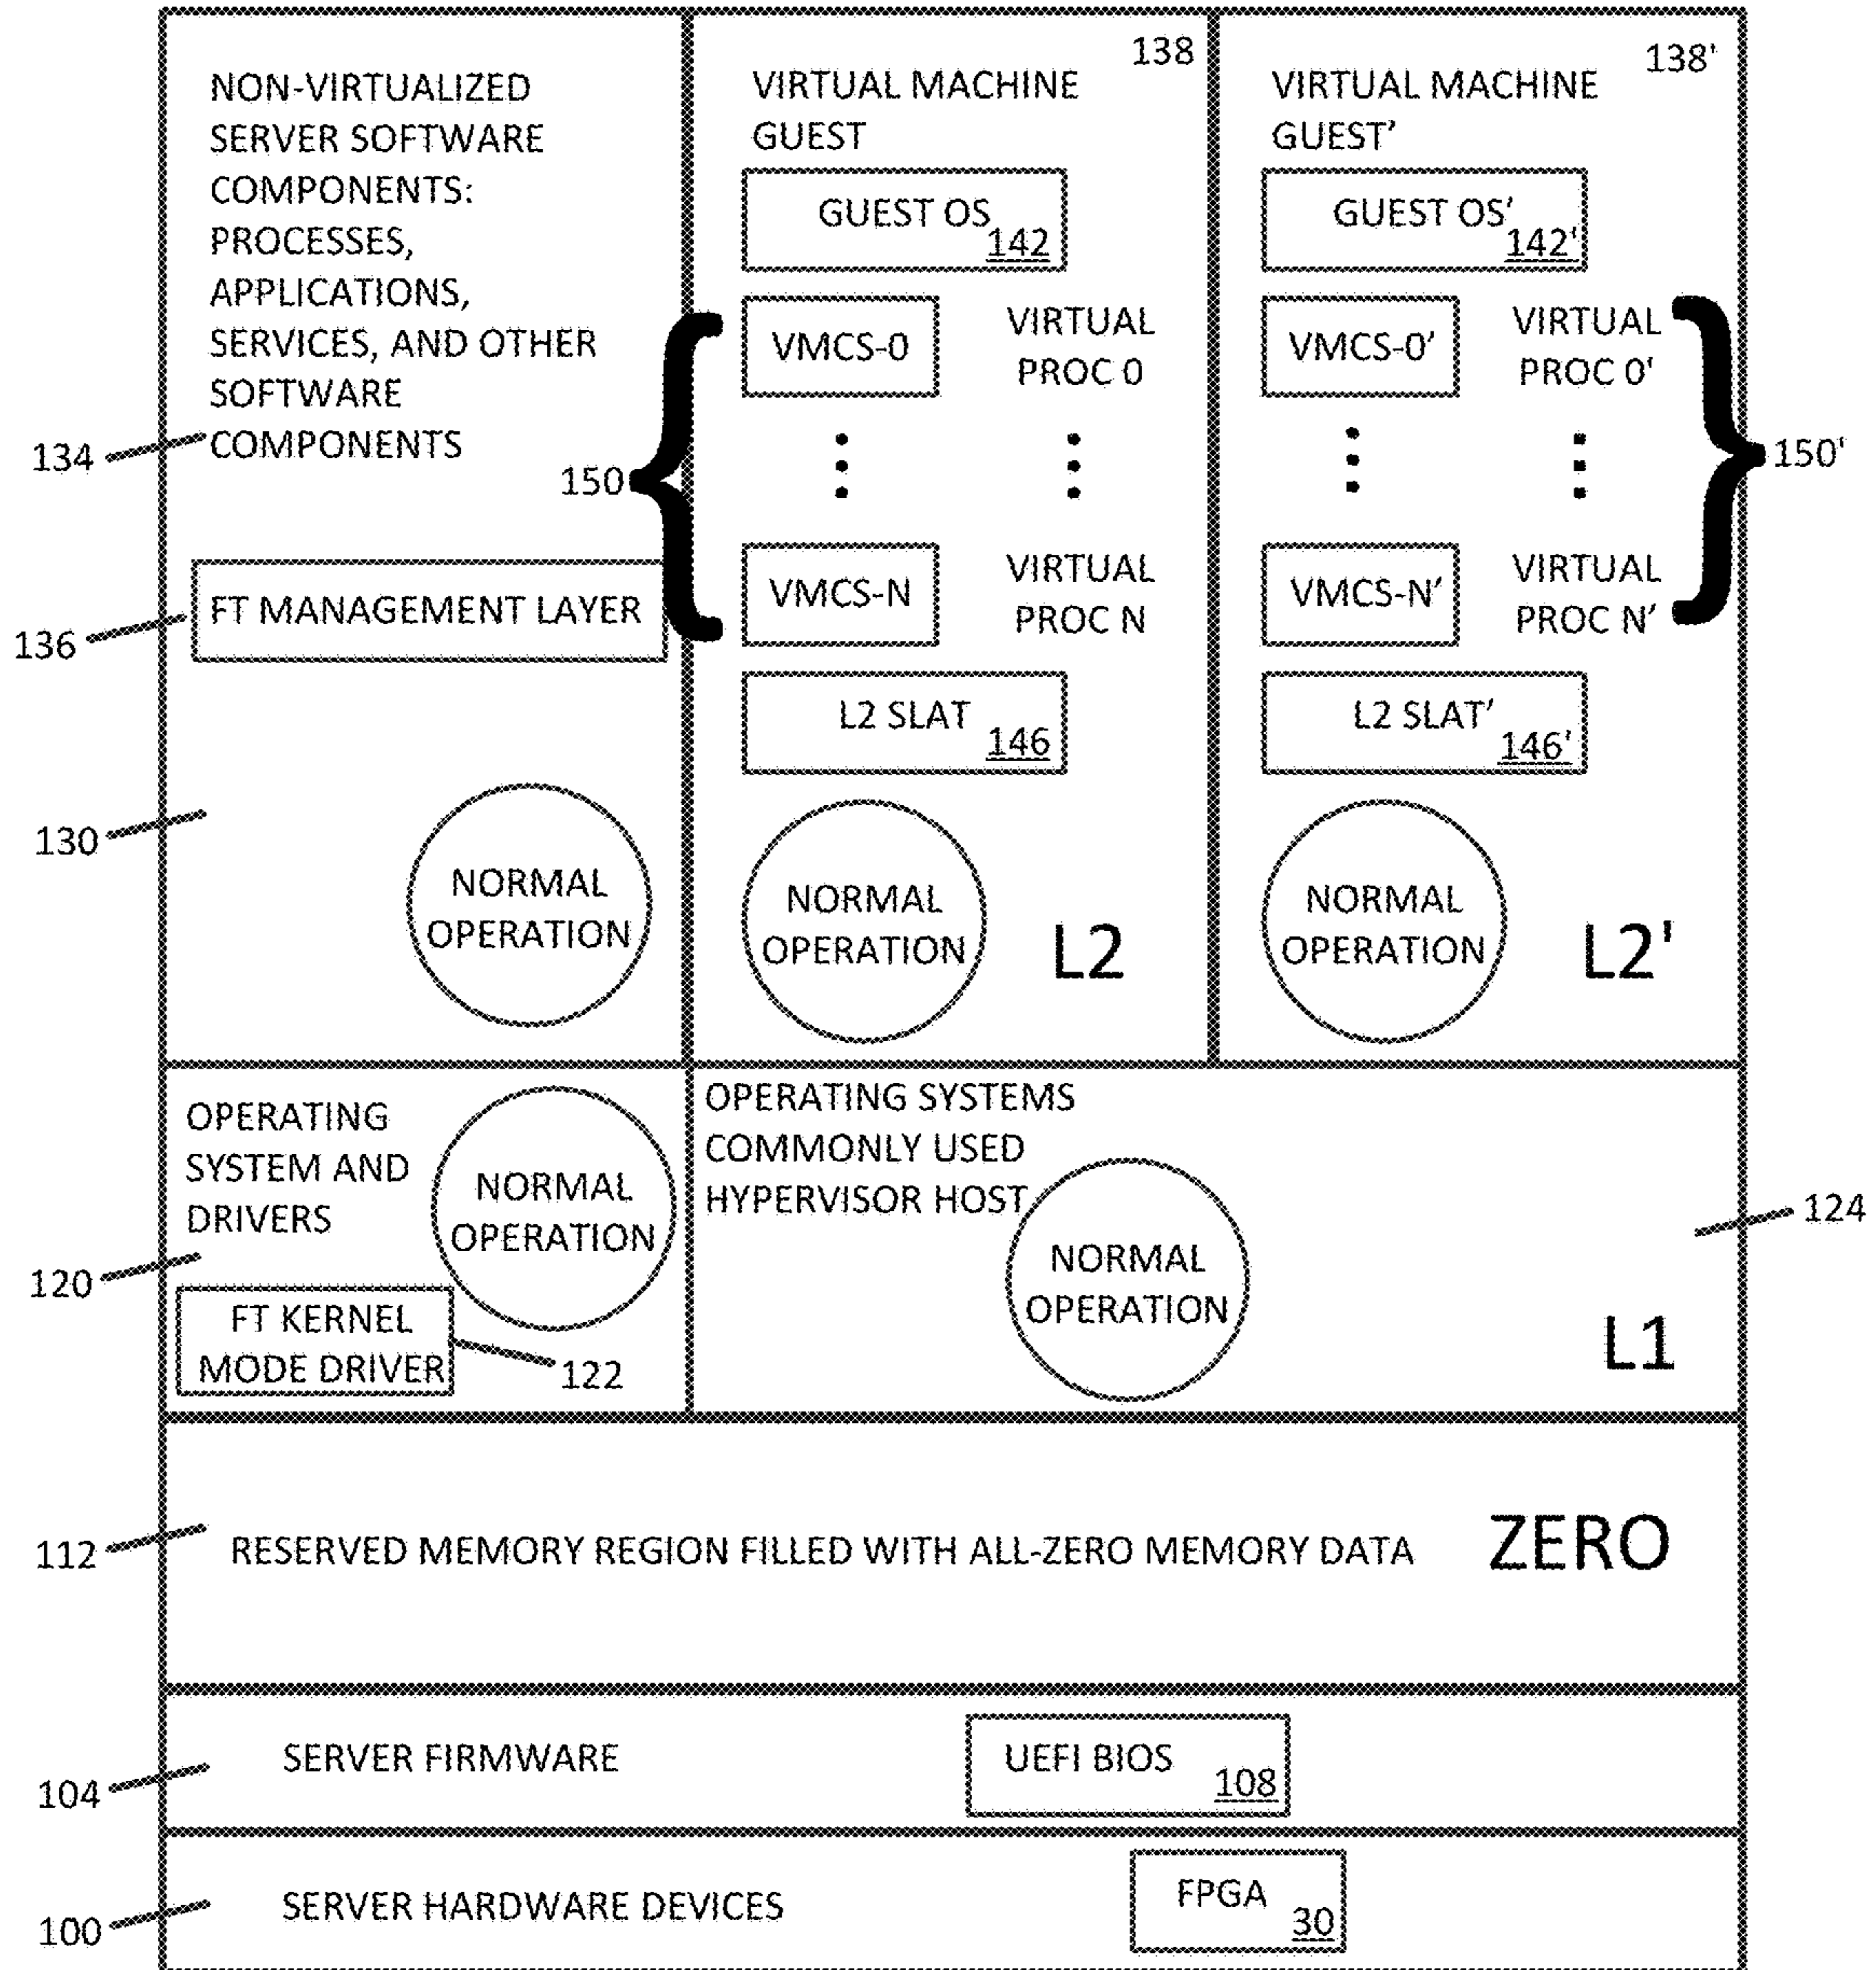 NON-VIRTUALIZED
SERVER SOFTWARE
COMPONENTS:
PROCESSES,
APPLICATIONS,
SERVICES, AND OTHER
SOFTWARE
COMPONENTS
134
FT MANAGEMENT LAYER
136
130
NORMAL
OPERATION
138
VIRTUAL MACHINE
GUEST
GUEST OS
142
150
VMCS-0
VIRTUAL
PROC 0
VMCS-N
VIRTUAL
PROC N
L2 SLAT
146
NORMAL
OPERATION
L2
138'
VIRTUAL MACHINE
GUEST’
GUEST OS’
142'
VMCS-0’
VIRTUAL
PROC 0'
150'
VMCS-N’
VIRTUAL
PROC N’
L2 SLAT’
146'
NORMAL
OPERATION
L2'
OPERATING
SYSTEM AND
DRIVERS
120
NORMAL
OPERATION
FT KERNEL
MODE DRIVER
122
OPERATING SYSTEMS
COMMONLY USED
HYPERVISOR HOST
NORMAL
OPERATION
124
L1
112
RESERVED MEMORY REGION FILLED WITH ALL-ZERO MEMORY DATA
ZERO
SERVER FIRMWARE
UEFI BIOS
108
104
SERVER HARDWARE DEVICES
FPGA
30
100